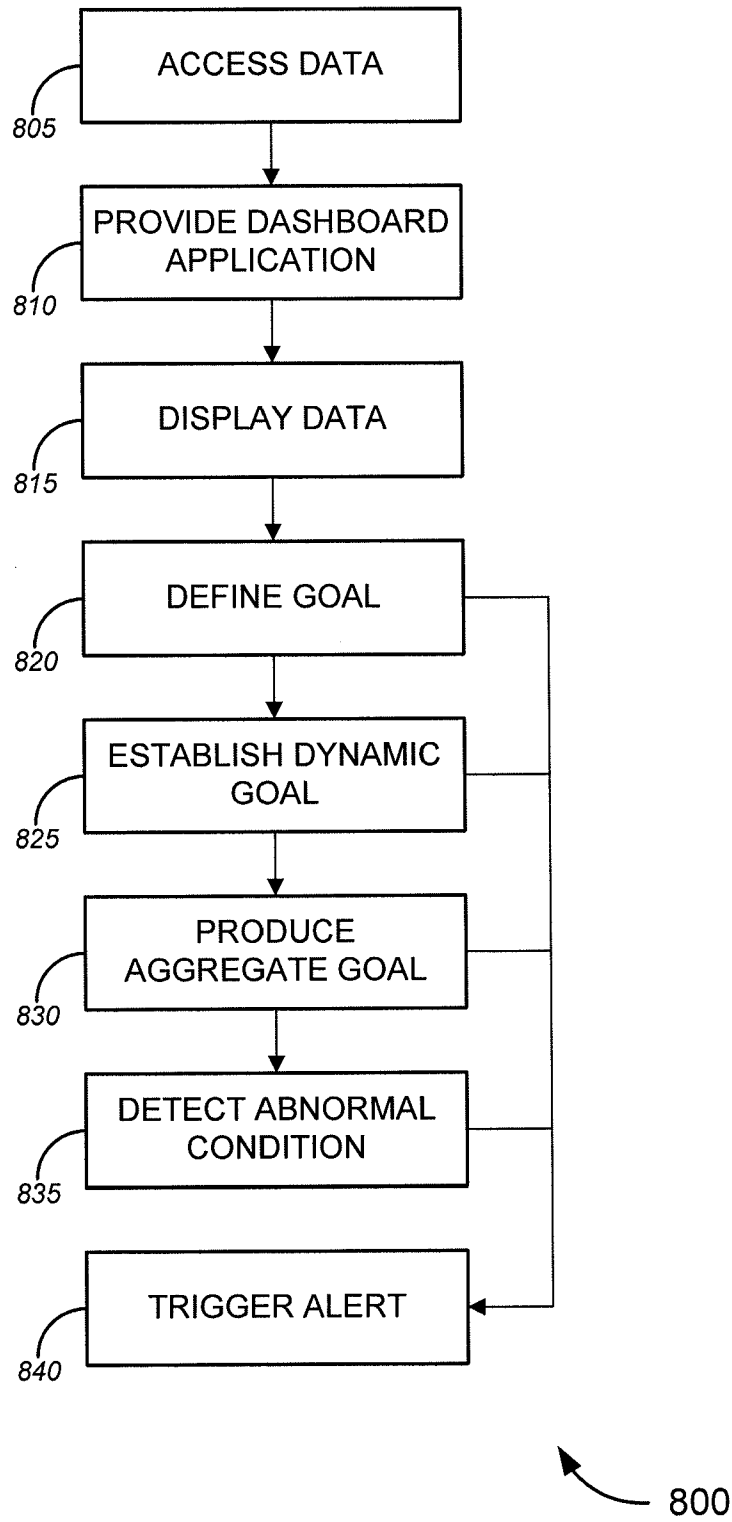 ACCESS DATA
805
PROVIDE DASHBOARD
APPLICATION
810
DISPLAY DATA
815
DEFINE GOAL
820
ESTABLISH DYNAMIC
GOAL
825
PRODUCE
AGGREGATE GOAL
830
DETECT ABNORMAL
CONDITION
835
TRIGGER ALERT
840
800